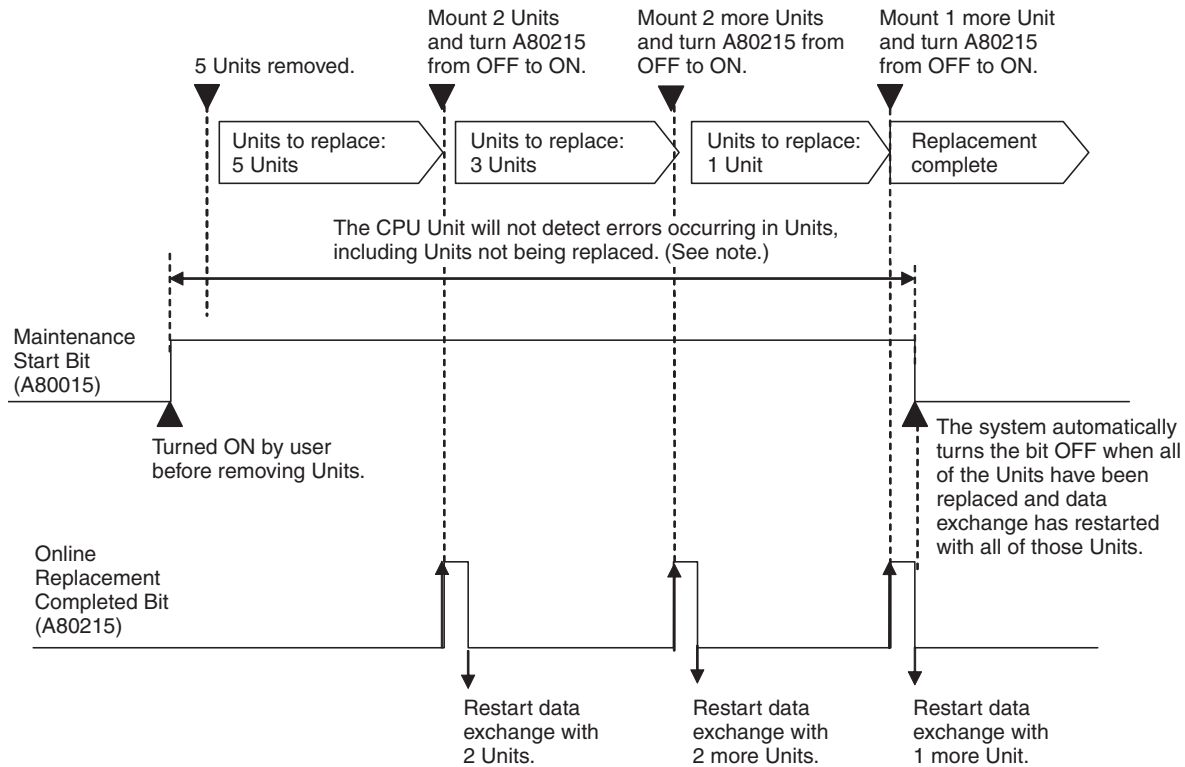 5 Units removed.
Mount 2 Units
and turn A80215
from OFF to ON.
Mount 2 more Units
and turn A80215 from
OFF to ON.
Mount 1 more Unit
and turn A80215
from OFF to ON.
Units to replace:
5 Units
Units to replace:
3 Units
Units to replace:
1 Unit
Replacement
complete
The CPU Unit will not detect errors occurring in Units,
including Units not being replaced. (See note.)
Maintenance
Start Bit
(A80015)
Turned ON by user
before removing Units.
The system automatically
turns the bit OFF when all
of the Units have been
replaced and data
exchange has restarted
with all of those Units.
Online
Replacement
Completed Bit
(A80215)
Restart data
exchange with
2 Units.
Restart data
exchange with
2 more Units.
Restart data
exchange with
1 more Unit.